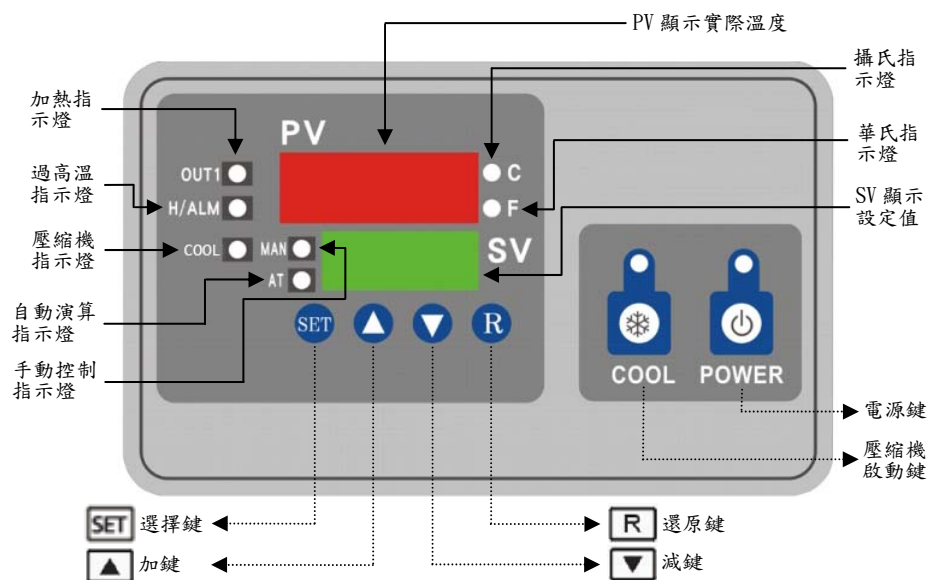 PV 顯示實際溫度
攝氏指
示燈
加熱指
示燈
華氏指
示燈
過高溫
指示燈
SV 顯示
設定值
壓縮機
指示燈
自動演算
指示燈
手動控制
指示燈
PV
OUT1
C
H/ALM
F
COOL
MAN
SV
AT
SET
R
COOL
POWER
電源鍵
壓縮機
啟動鍵
SET 選擇鍵
R 還原鍵
▲ 加鍵
▼ 減鍵